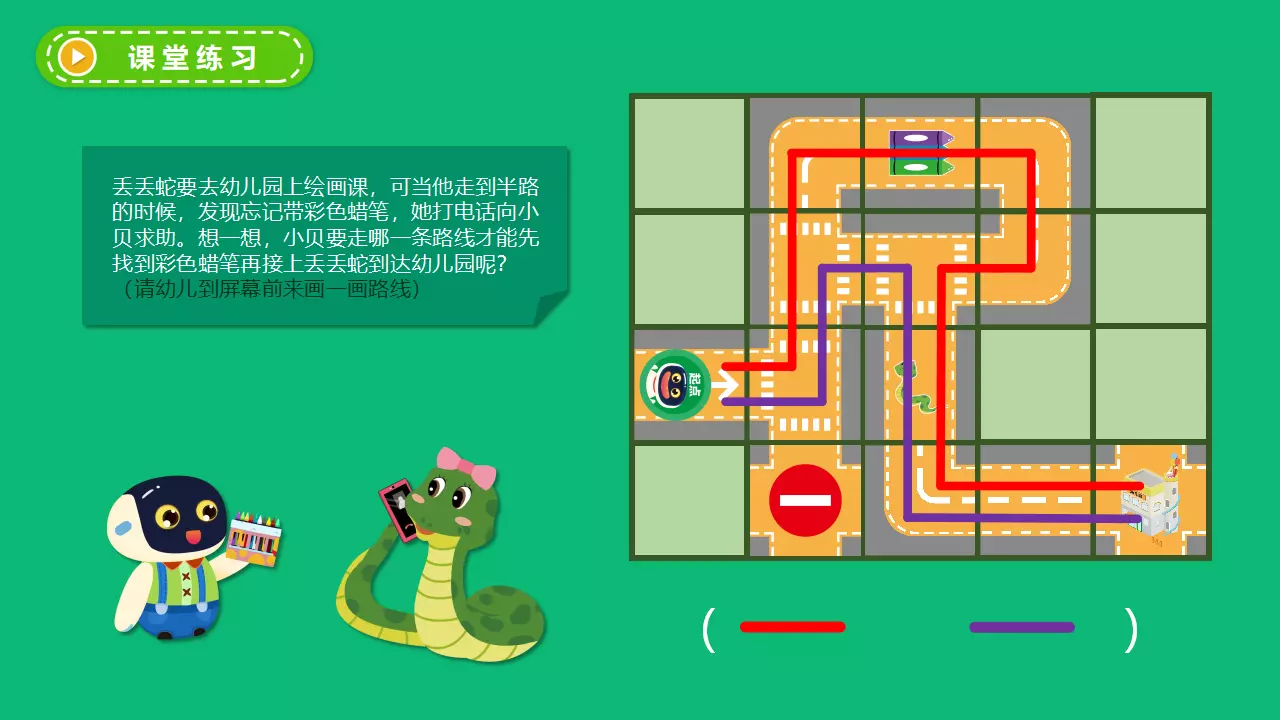 课堂练习
丢丢蛇要去幼儿园上绘画课，可当他走到半路
的时候，发现忘记带彩色蜡笔，她打电话向小
贝求助。想一想，小贝要走哪一条路线才能先
找到彩色蜡笔再接上丢丢蛇到达幼儿园呢？
（请幼儿到屏幕前来画一画路线）
起点
（ ）